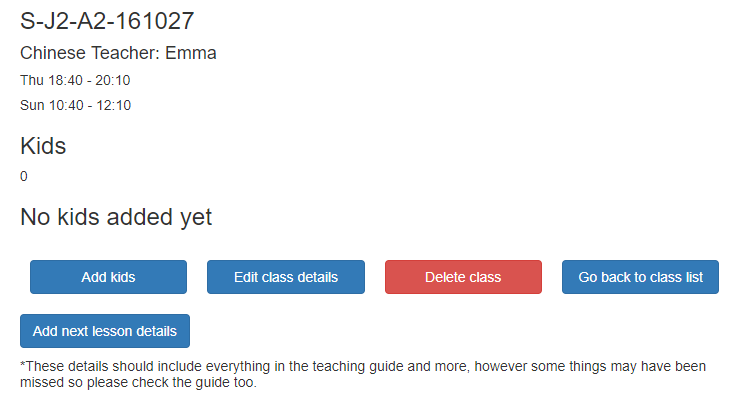 S-J2-A2-161027
Chinese Teacher: Emma
Thu 18:40 - 20:10
Sun 10:40 - 12:10
Kids
0
No kids added yet
Add kids
Edit class details
Delete class
Go back to class list
Add next lesson details
*These details should include everything in the teaching guide and more, however some things may have been
missed so please check the guide too.